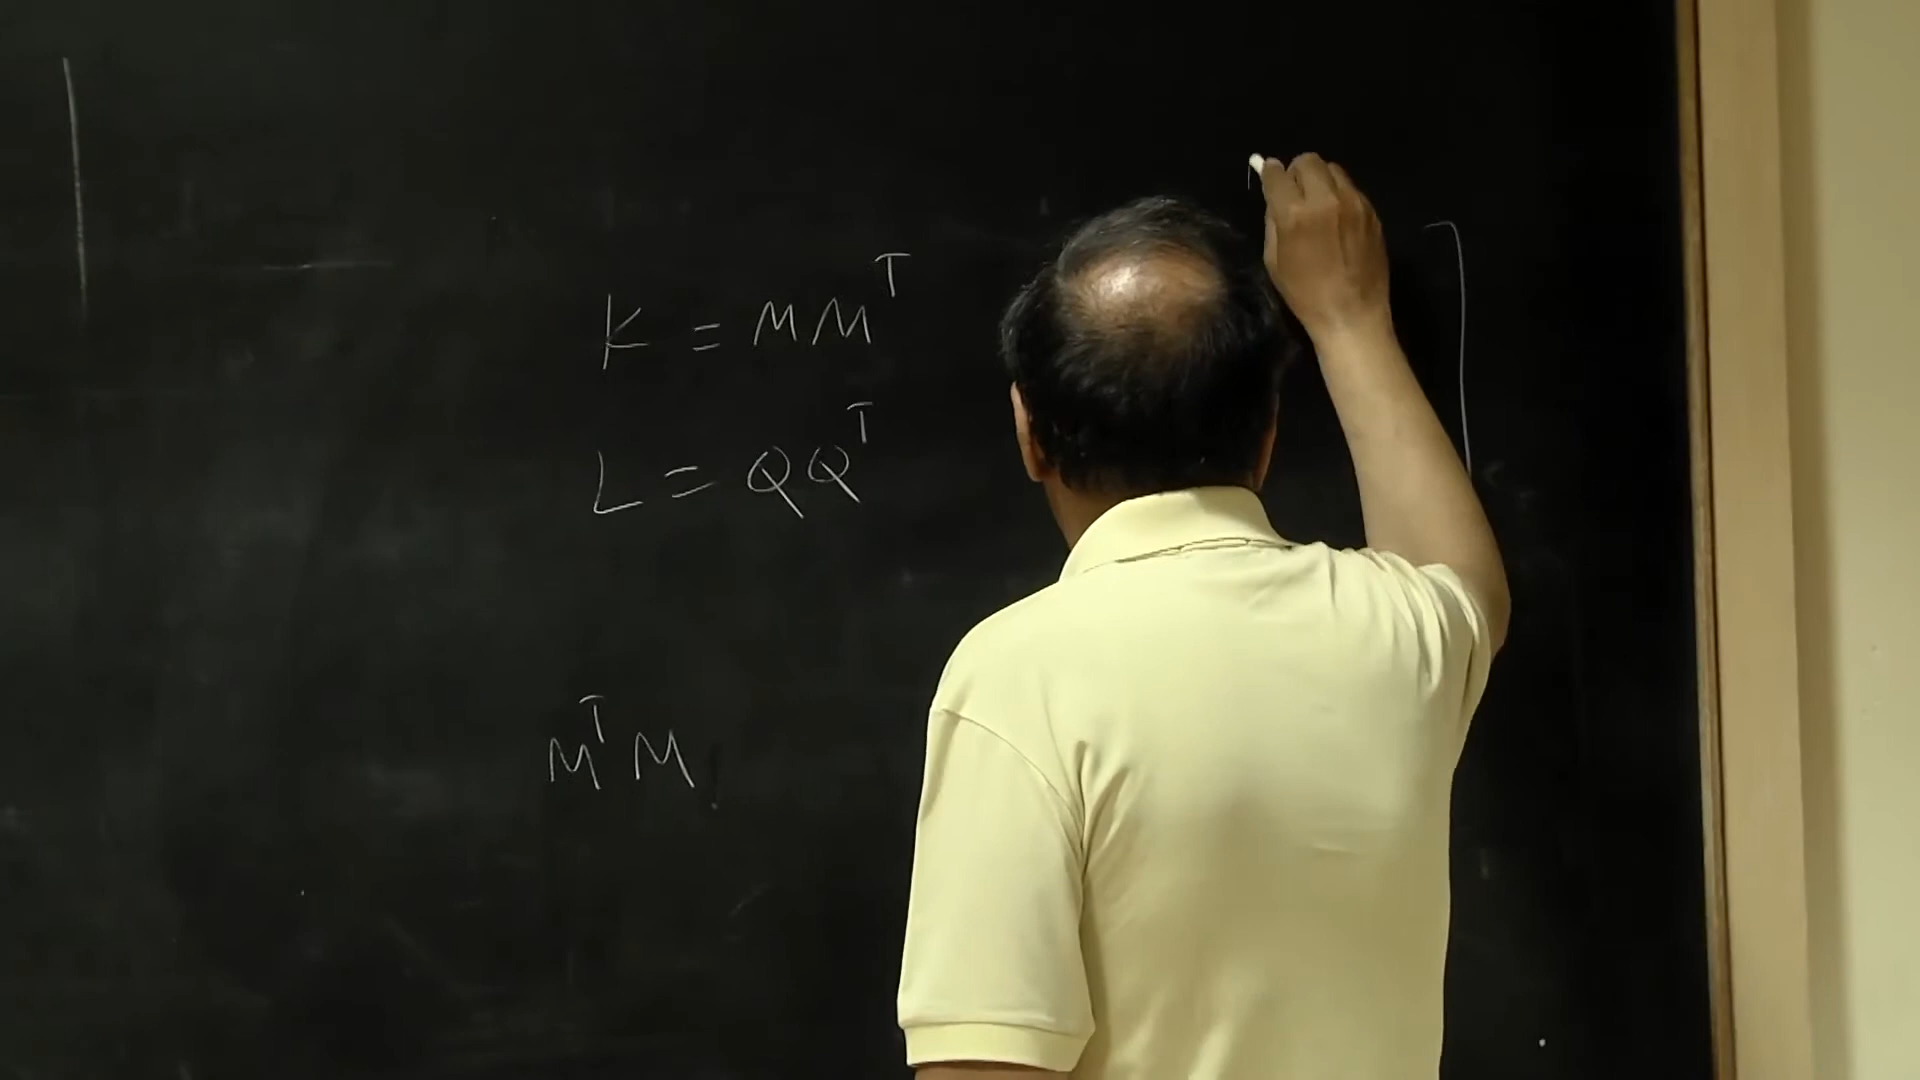 K = MMᵀ
L = QQᵀ
MᵀM